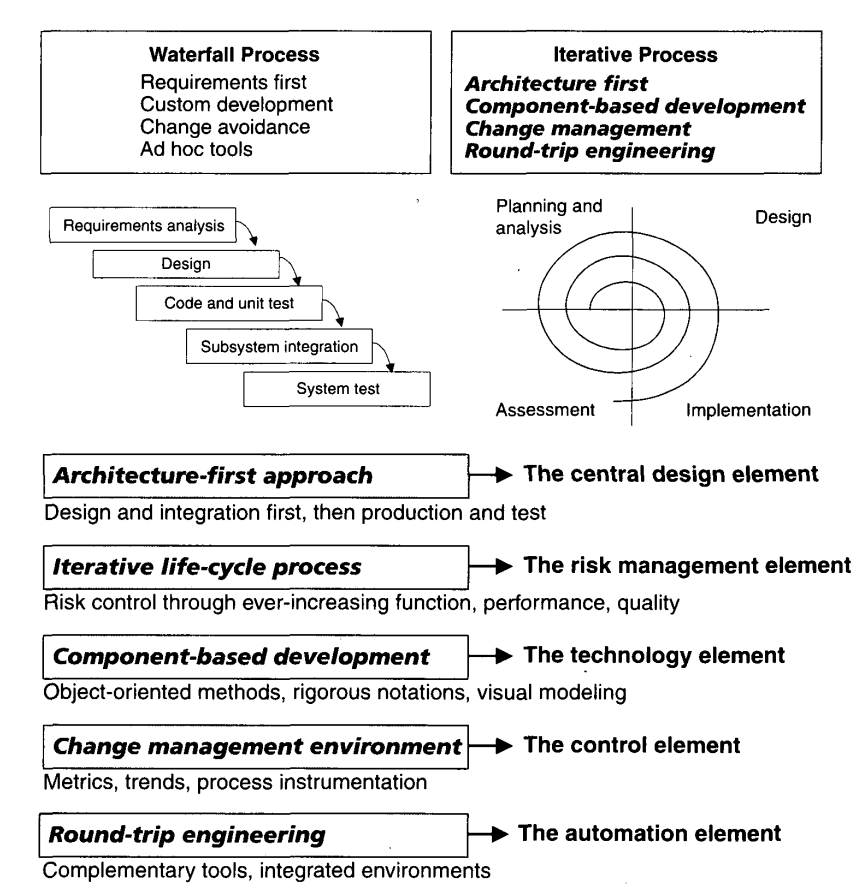 Waterfall Process
Requirements first
Custom development
Change avoidance
Ad hoc tools
Iterative Process
Architecture first
Component-based development
Change management
Round-trip engineering
Requirements analysis
Design
Code and unit test
Subsystem integration
System test
Planning and
analysis
Design
Assessment
Implementation
Architecture-first approach
The central design element
Design and integration first, then production and test
Iterative life-cycle process
The risk management element
Risk control through ever-increasing function, performance, quality
Component-based development
The technology element
Object-oriented methods, rigorous notations, visual modeling
Change management environment
The control element
Metrics, trends, process instrumentation
Round-trip engineering
The automation element
Complementary tools, integrated environments